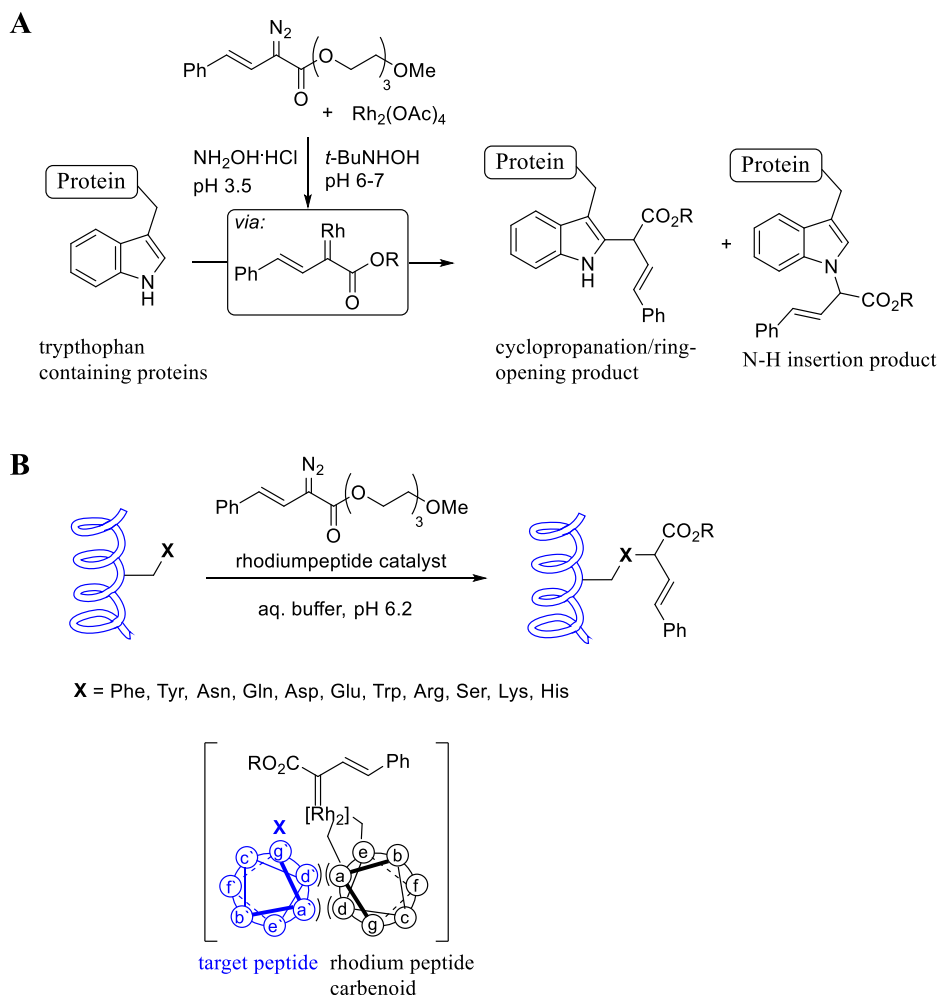 A
N2
Ph
O
O
OMe
3
+ Rh2(OAc)4
NH2OH·HCl
pH 3.5
t-BuNHOH
pH 6-7
Protein
N
H
via:
Rh
Ph
OR
O
Protein
CO2R
N
H
Ph
+
Protein
N
CO2R
Ph
trypthophan
containing proteins
cyclopropanation/ring-
opening product
N-H insertion product
B
N2
Ph
O
O
OMe
3
X
rhodiumpeptide catalyst
aq. buffer, pH 6.2
CO2R
X
Ph
X = Phe, Tyr, Asn, Gln, Asp, Glu, Trp, Arg, Ser, Lys, His
RO2C
Ph
[Rh2]
X
c` g` d` f` a` b` e`
e b a f d c g
target peptide
rhodium peptide
carbenoid